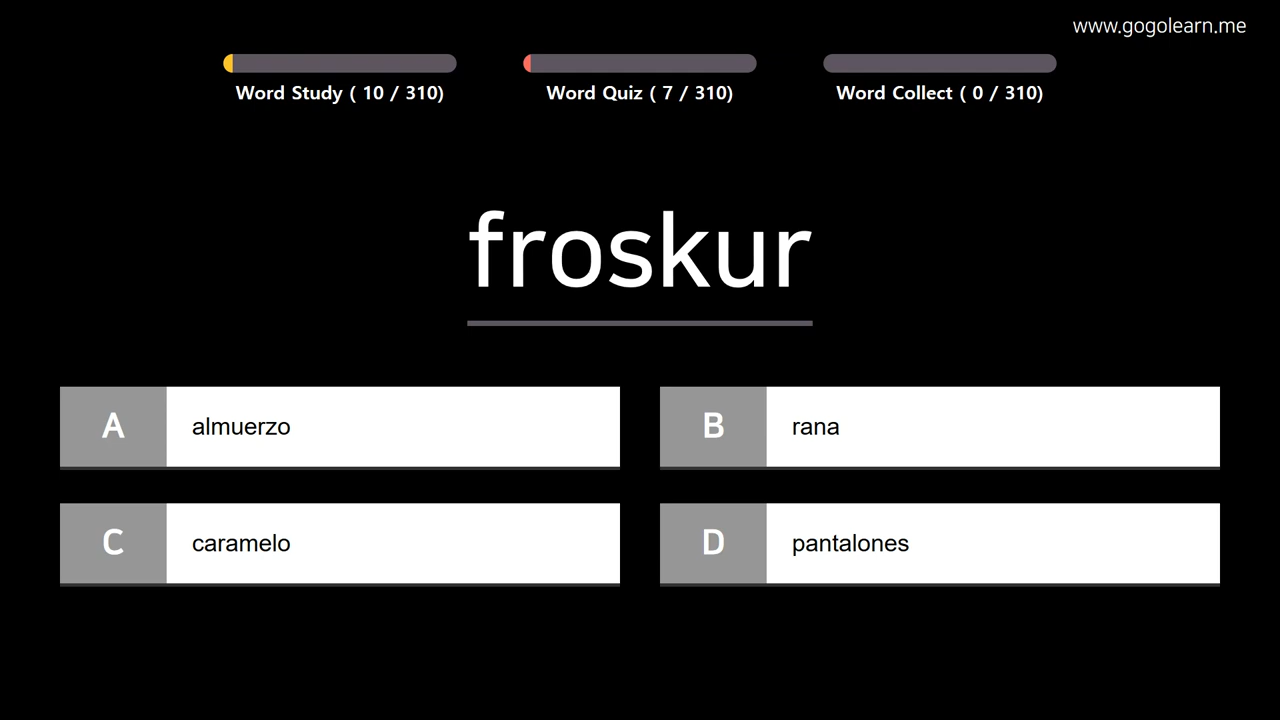 www.gogolearn.me
Word Study ( 10 / 310)
Word Quiz ( 7 / 310)
Word Collect ( 0 / 310)
froskur
A almuerzo
B rana
C caramelo
D pantalones